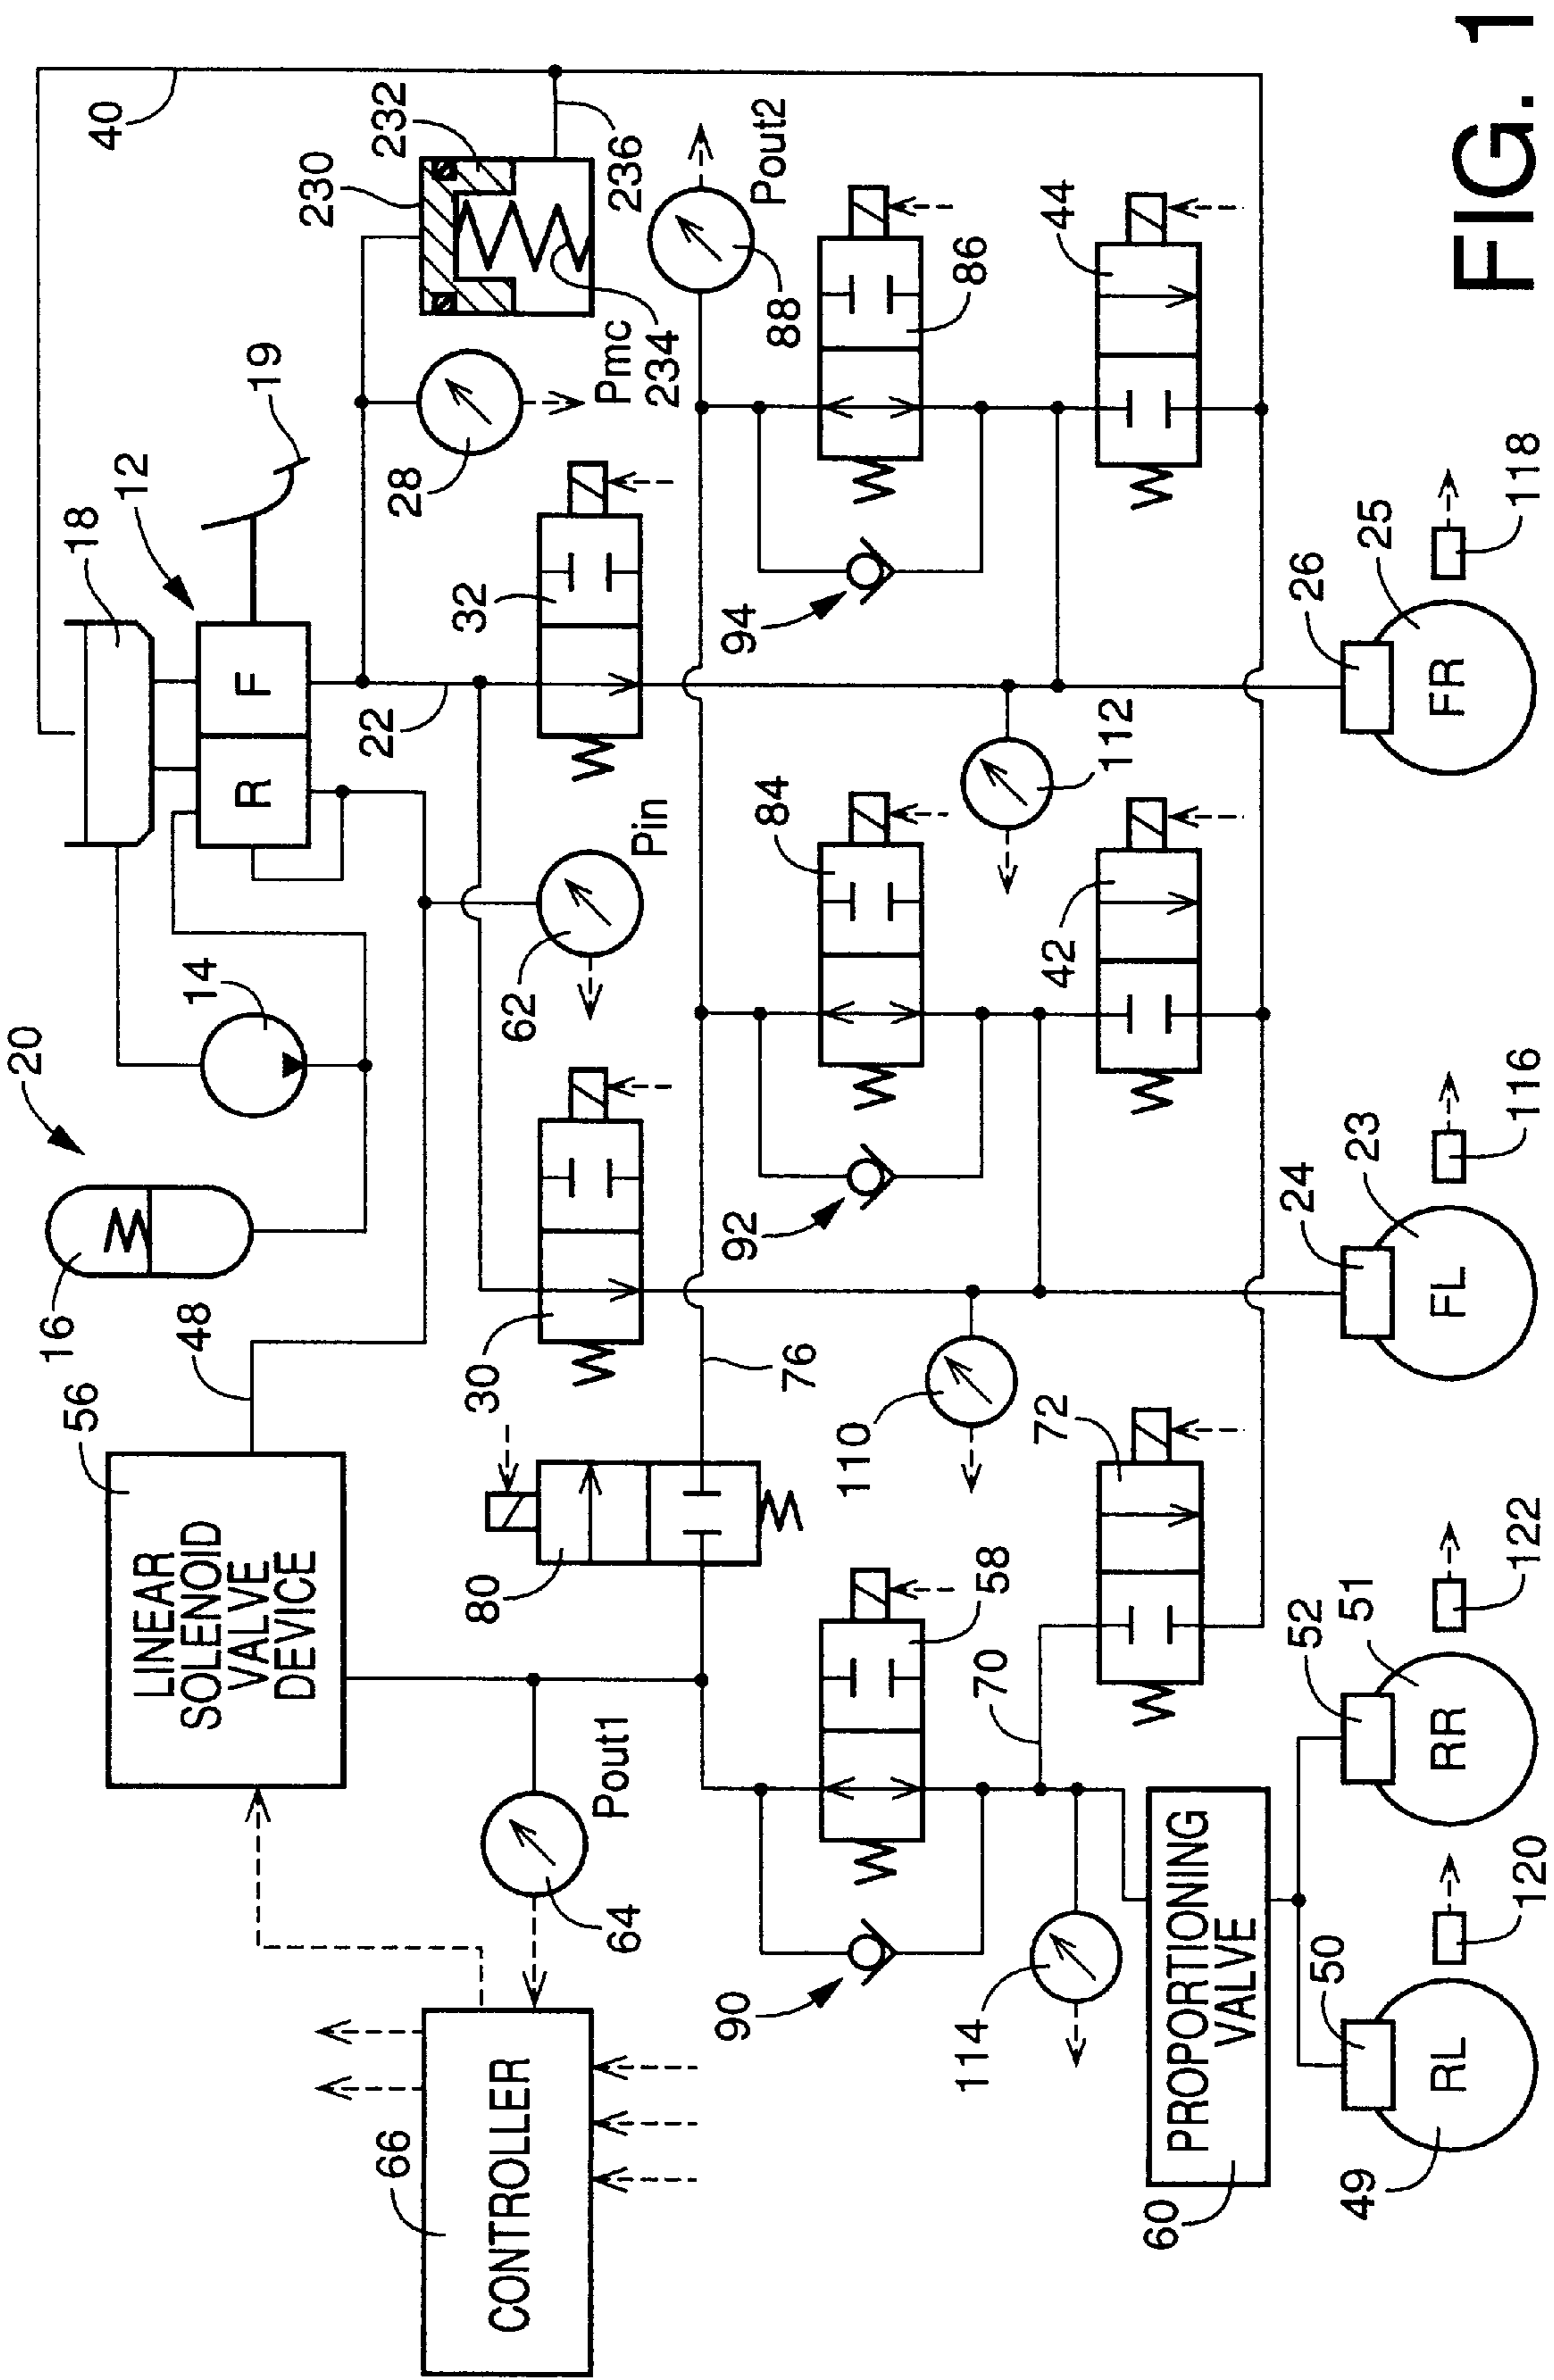 FIG. 1
40
20
16
14
18
12
19
230
232
236
234
28
Pmc
22
32
62
Pin
48
56
LINEAR
SOLENOID
VALVE
DEVICE
30
80
76
64
Pout1
66
CONTROLLER
88
Pout2
86
94
84
92
58
90
44
42
112
110
72
70
114
60
PROPORTIONING
VALVE
26
25
FR
118
24
23
FL
116
52
51
RR
122
50
49
RL
120
R
F